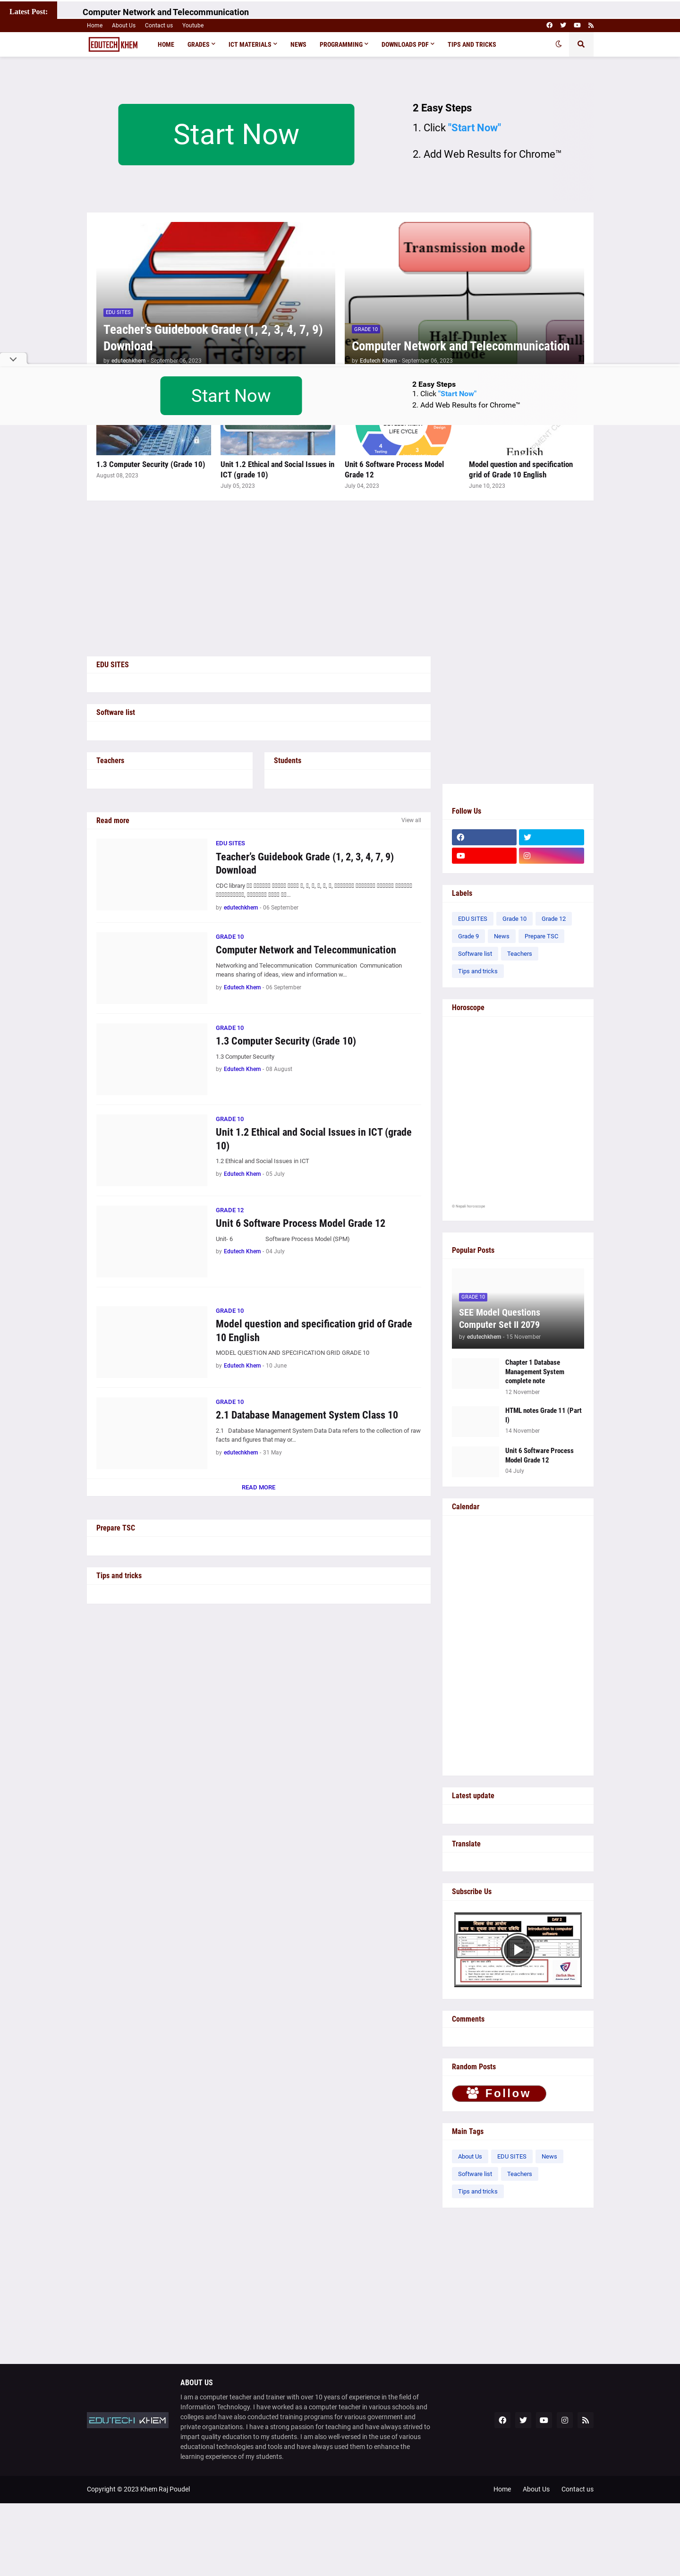 Latest Post:
Computer Network and Telecommunication
Home About Us Contact us Youtube
EDUTECH KHEM
HOME GRADES ICT MATERIALS NEWS PROGRAMMING DOWNLOADS PDF TIPS AND TRICKS
Start Now
2 Easy Steps
1. Click "Start Now"
2. Add Web Results for Chrome™
EDU SITES
Teacher's Guidebook Grade (1, 2, 3, 4, 7, 9)
Download
by edutechkhem - September 06, 2023
Transmission mode
Half-Duplex
GRADE 10
Computer Network and Telecommunication
by Edutech Khem - September 06, 2023
Start Now
2 Easy Steps
1. Click "Start Now"
2. Add Web Results for Chrome™
LIFE CYCLE
English
1.3 Computer Security (Grade 10)
August 08, 2023
Unit 1.2 Ethical and Social Issues in
ICT (grade 10)
July 05, 2023
Unit 6 Software Process Model
Grade 12
July 04, 2023
Model question and specification
grid of Grade 10 English
June 10, 2023
EDU SITES
Software list
Teachers
Students
Read more
View all
EDU SITES
Teacher's Guidebook Grade (1, 2, 3, 4, 7, 9)
Download
CDC library
by edutechkhem - 06 September
GRADE 10
Computer Network and Telecommunication
Networking and Telecommunication Communication Communication
means sharing of ideas, view and information w...
by Edutech Khem - 06 September
GRADE 10
1.3 Computer Security (Grade 10)
1.3 Computer Security
by Edutech Khem - 08 August
GRADE 10
Unit 1.2 Ethical and Social Issues in ICT (grade
10)
1.2 Ethical and Social Issues in ICT
by Edutech Khem - 05 July
GRADE 12
Unit 6 Software Process Model Grade 12
Unit- 6 Software Process Model (SPM)
by Edutech Khem - 04 July
GRADE 10
Model question and specification grid of Grade
10 English
MODEL QUESTION AND SPECIFICATION GRID GRADE 10
by Edutech Khem - 10 June
GRADE 10
2.1 Database Management System Class 10
2.1 Database Management System Data Data refers to the collection of raw
facts and figures that may or...
by edutechkhem - 31 May
READ MORE
Prepare TSC
Tips and tricks
Follow Us
Labels
EDU SITES Grade 10 Grade 12
Grade 9 News Prepare TSC
Software list Teachers
Tips and tricks
Horoscope
Popular Posts
GRADE 10
SEE Model Questions
Computer Set II 2079
by edutechkhem - 15 November
Chapter 1 Database
Management System
complete note
12 November
HTML notes Grade 11 (Part
I)
14 November
Unit 6 Software Process
Model Grade 12
04 July
Calendar
Latest update
Translate
Subscribe Us
Comments
Random Posts
Follow
Main Tags
About Us EDU SITES News
Software list Teachers
Tips and tricks
EDUTECH KHEM
ABOUT US
I am a computer teacher and trainer with over 10 years of experience in the field of
Information Technology. I have worked as a computer teacher in various schools and
colleges and have also conducted training programs for various government and
private organizations. I have a strong passion for teaching and have always strived to
impart quality education to my students. I am also well-versed in the use of various
educational technologies and tools and have always used them to enhance the
learning experience of my students.
Copyright © 2023 Khem Raj Poudel
Home About Us Contact us